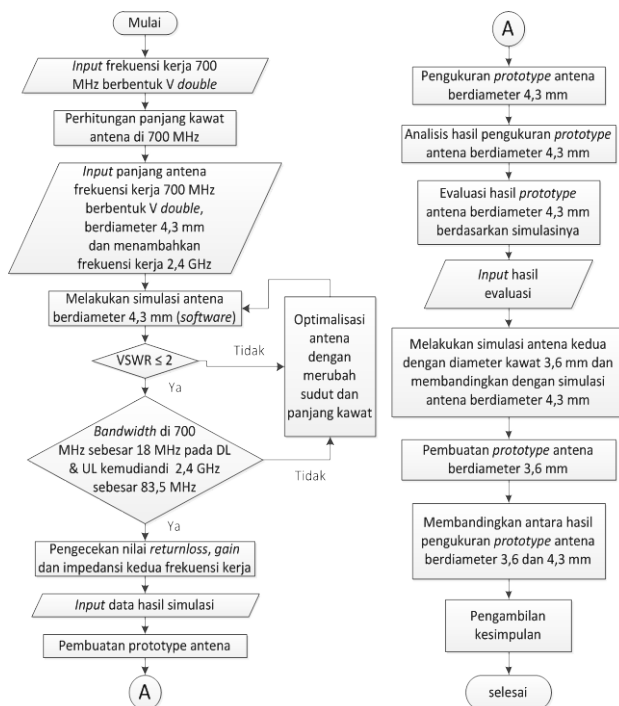 Mulai
Input frekuensi kerja 700
MHz berbentuk V double
Perhitungan panjang kawat
antena di 700 MHz
Input panjang antena
frekuensi kerja 700 MHz
berbentuk V double,
berdiameter 4,3 mm
dan menambahkan
frekuensi kerja 2,4 GHz
Melakukan simulasi antena
berdiameter 4,3 mm (software)
VSWR ≤ 2
Tidak
Ya
Optimalisasi
antena
dengan
merubah
sudut dan
panjang kawat
Bandwidth di 700
MHz sebesar 18 MHz pada DL
& UL kemudiandi 2,4 GHz
sebesar 83,5 MHz
Tidak
Ya
Pengecekan nilai returnloss, gain
dan impedansi kedua frekuensi kerja
Input data hasil simulasi
Pembuatan prototype antena
A
A
Pengukuran prototype antena
berdiameter 4,3 mm
Analisis hasil pengukuran prototype
antena berdiameter 4,3 mm
Evaluasi hasil prototype
antena berdiameter 4,3 mm
berdasarkan simulasinya
Input hasil
evaluasi
Melakukan simulasi antena kedua
dengan diameter kawat 3,6 mm dan
membandingkan dengan simulasi
antena berdiameter 4,3 mm
Pembuatan prototype antena
berdiameter 3,6 mm
Membandingkan antara hasil
pengukuran prototype antena
berdiameter 3,6 dan 4,3 mm
Pengambilan
kesimpulan
selesai